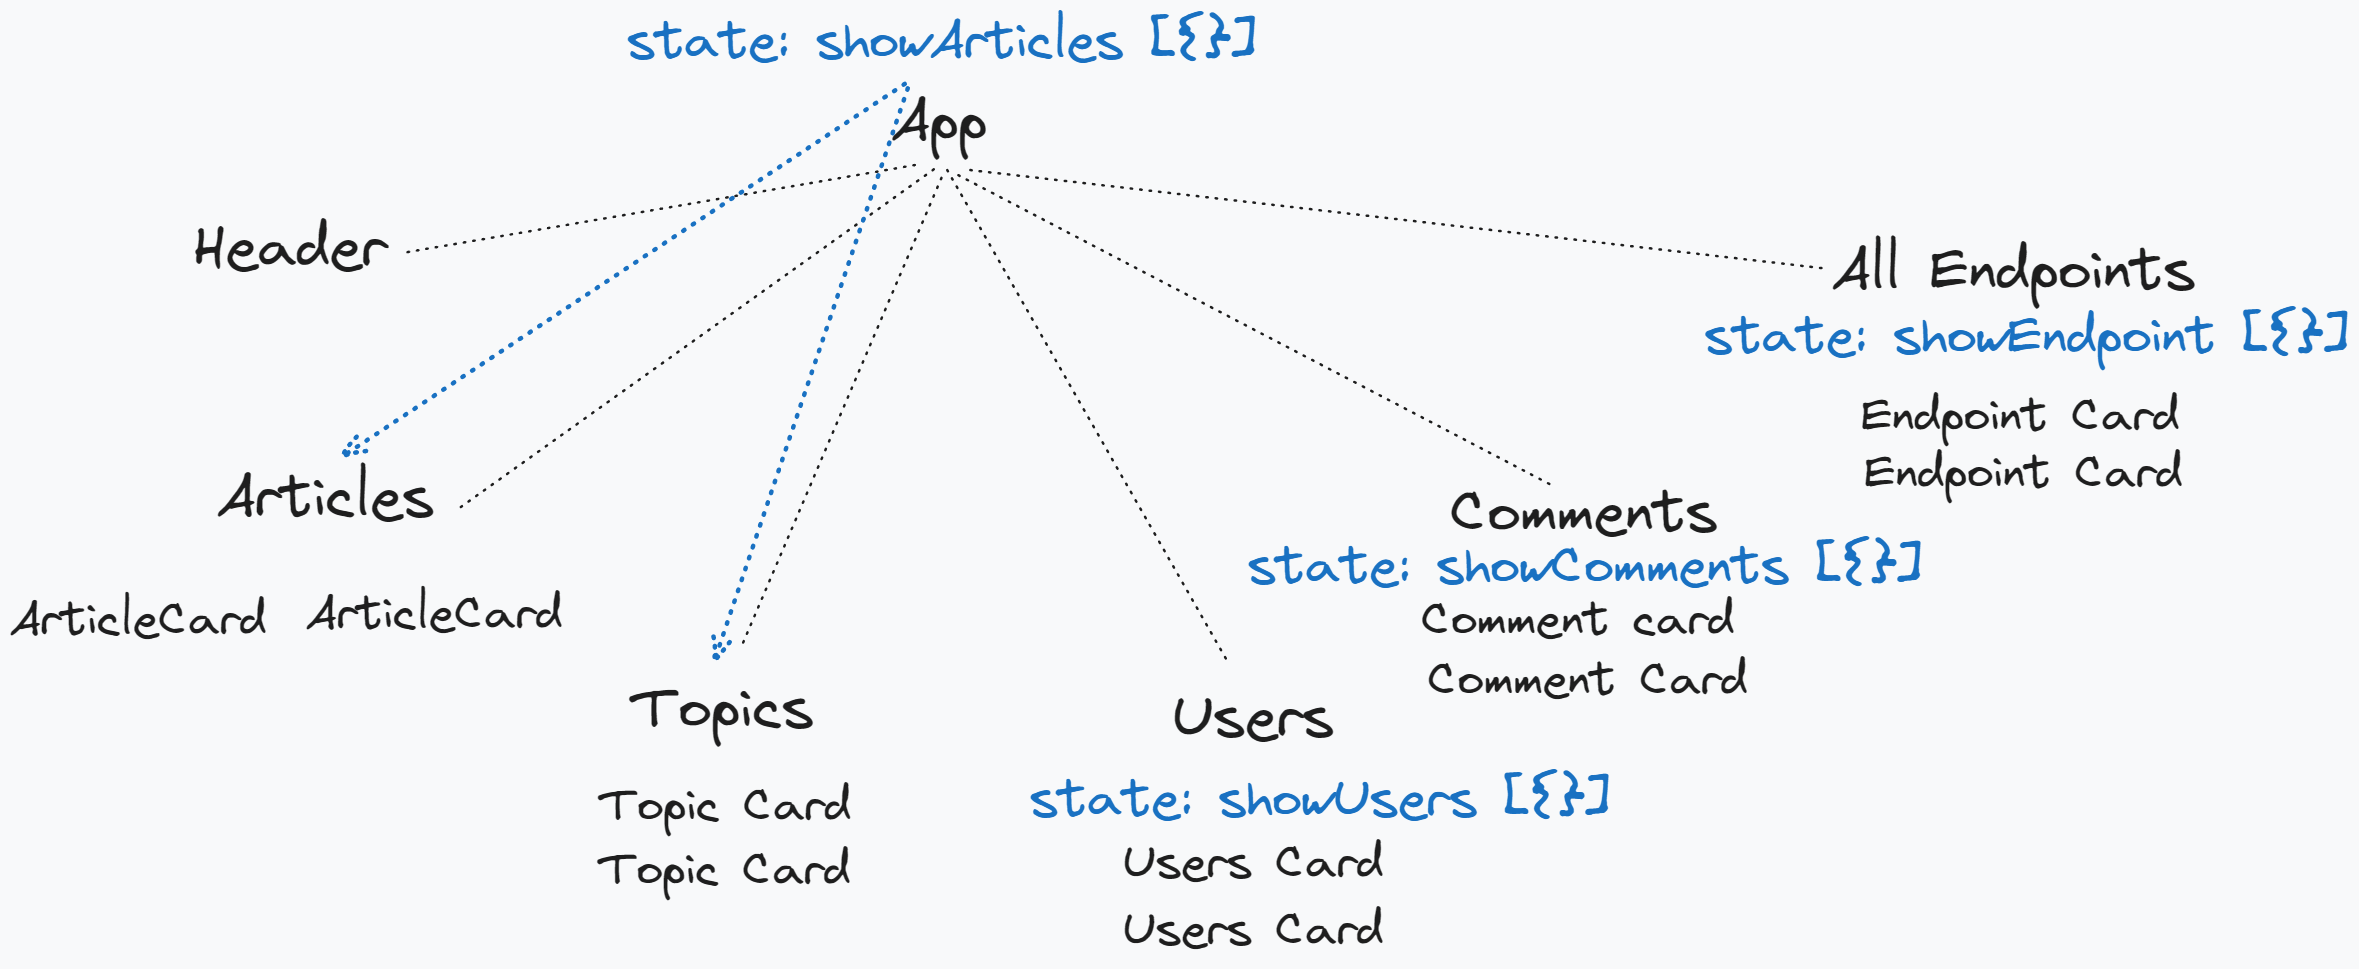 state: showArticles [{}]
App
Header
All Endpoints
state: showEndpoint [{}]
Endpoint Card
Endpoint Card
Articles
Comments
state: showComments [{}]
ArticleCard ArticleCard
Comment card
Comment Card
Topics
Users
Topic Card
state: showUsers [{}]
Topic Card
Users Card
Users Card